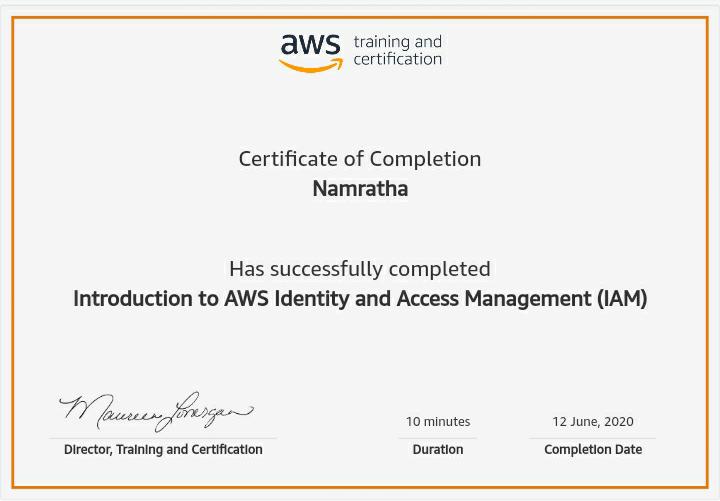 aws training and
certification
Certificate of Completion
Namratha
Has successfully completed
Introduction to AWS Identity and Access Management (IAM)
Maureen Lonergan
10 minutes
12 June, 2020
Director, Training and Certification
Duration
Completion Date